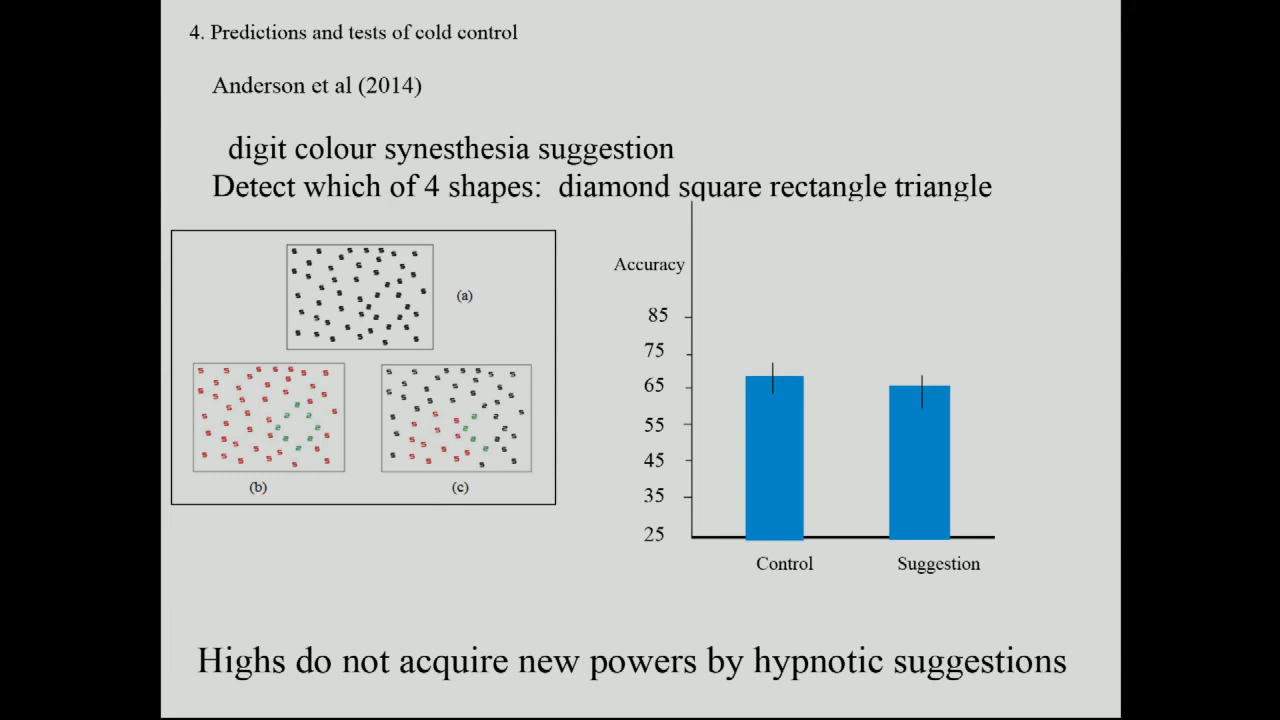 4. Predictions and tests of cold control
Anderson et al (2014)
digit colour synesthesia suggestion
Detect which of 4 shapes: diamond square rectangle triangle
(a)
(b)
(c)
Accuracy
85
75
65
55
45
35
25
Control
Suggestion
Highs do not acquire new powers by hypnotic suggestions